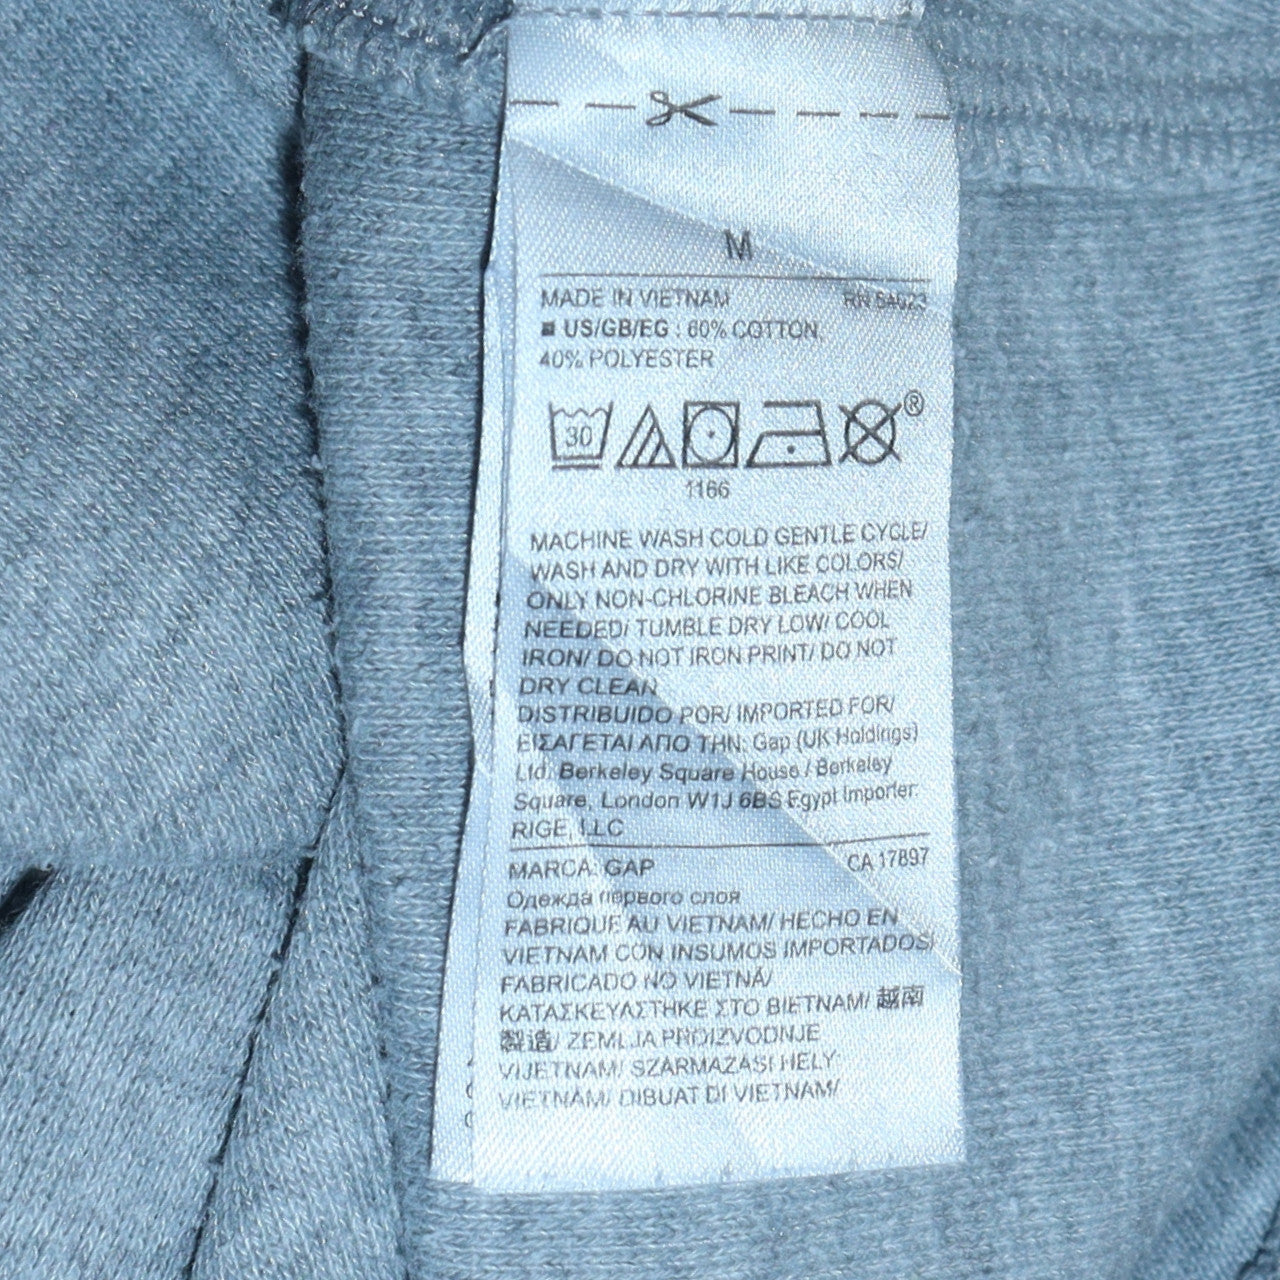 M
MADE IN VIETNAM RN 54023
US/GB/EG : 60% COTTON,
40% POLYESTER
30 ®
1166
MACHINE WASH COLD GENTLE CYCLE/
WASH AND DRY WITH LIKE COLORS/
ONLY NON-CHLORINE BLEACH WHEN
NEEDED/ TUMBLE DRY LOW/ COOL
IRON/ DO NOT IRON PRINT/ DO NOT
DRY CLEAN
DISTRIBUIDO POR/ IMPORTED FOR/
ΕΙΣΑΓΕΤΑΙ ΑΠΟ ΤΗΝ: Gap (UK Holdings)
Ltd. Berkeley Square House / Berkeley
Square, London W1J 6BS Egypt Importer:
RIGE, LLC
MARCA: GAP CA 17897
Одежда первого слоя
FABRIQUE AU VIETNAM/ HECHO EN
VIETNAM CON INSUMOS IMPORTADOS/
FABRICADO NO VIETNÃ/
ΚΑΤΑΣΚΕΥΑΣΤΗΚΕ ΣΤΟ ΒΙΕΤΝΑΜ/ 越南
製造/ ZEMLJA PROIZVODNJE
VIJETNAM/ SZÁRMAZÁSI HELY:
VIETNÁM/ DIBUAT DI VIETNAM/